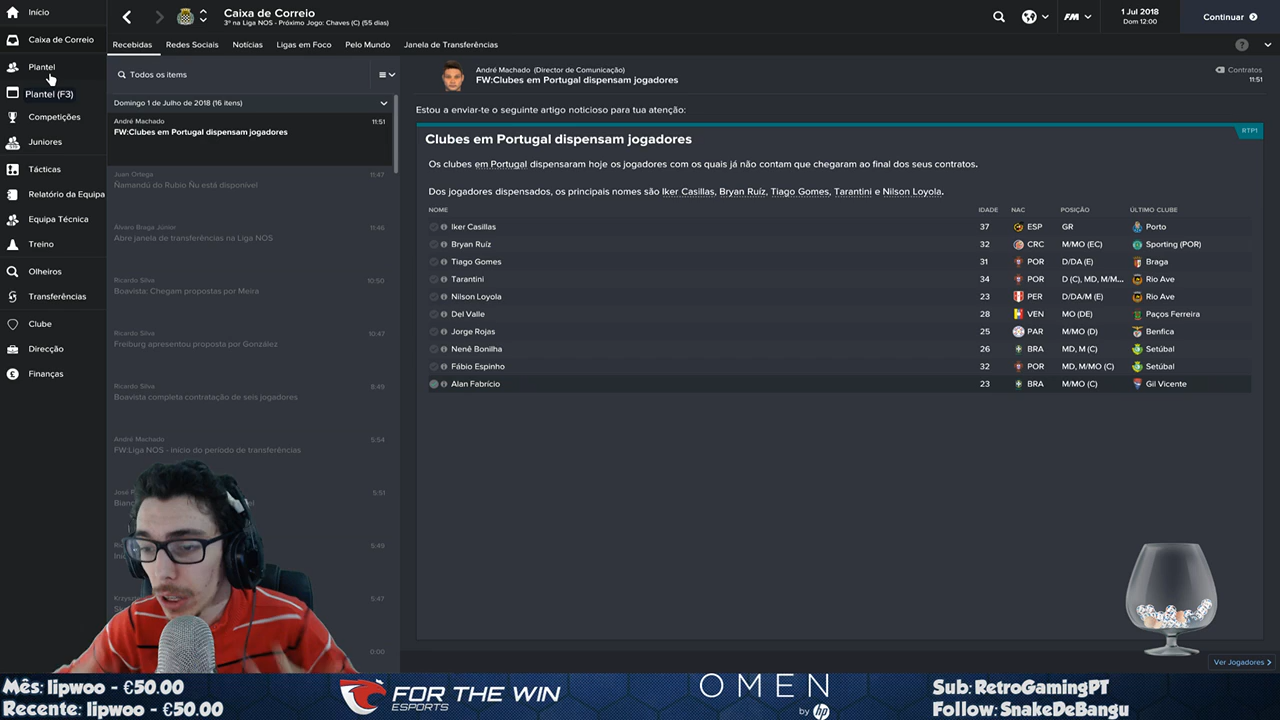 Início
Caixa de Correio
Plantel
Plantel (F3)
Competições
Juniores
Tácticas
Relatório da Equipa
Equipa Técnica
Treino
Olheiros
Transferências
Clube
Direcção
Finanças
Caixa de Correio
3º na Liga NOS - Próximo Jogo: Chaves (C) (55 dias)
FM
1 Jul 2018
Dom 12:00
Continuar
Recebidas
Redes Sociais
Notícias
Ligas em Foco
Pelo Mundo
Janela de Transferências
?
Todos os items
Domingo 1 de Julho de 2018 (16 itens)
André Machado 11:51
FW:Clubes em Portugal dispensam jogadores
Juan Ortega 11:47
Ñamandú do Rubio Ñu está disponível
Alvaro Braga Júnior 11:46
Abre janela de transferências na Liga NOS
Ricardo Silva 10:50
Boavista: Chegam propostas por Meira
Ricardo Silva 10:47
Freiburg apresentou proposta por González
Ricardo Silva 8:49
Boavista completa contratação de seis jogadores
André Machado 5:54
FW:Liga NOS - início do período de transferências
5:51
5:49
5:47
0:00
André Machado (Director de Comunicação)
FW:Clubes em Portugal dispensam jogadores
Contratos
11:51
Estou a enviar-te o seguinte artigo noticioso para tua atenção:
Clubes em Portugal dispensam jogadores
RTP1
Os clubes em Portugal dispensaram hoje os jogadores com os quais já não contam que chegaram ao final dos seus contratos.
Dos jogadores dispensados, os principais nomes são Iker Casillas, Bryan Ruíz, Tiago Gomes, Tarantini e Nilson Loyola.
NOME IDADE NAC POSIÇÃO ÚLTIMO CLUBE
Iker Casillas 37 ESP GR Porto
Bryan Ruíz 32 CRC M/MO (EC) Sporting (POR)
Tiago Gomes 31 POR D/DA (E) Braga
Tarantini 34 POR D (C), MD, M/M... Rio Ave
Nilson Loyola 23 PER D/DA/M (E) Rio Ave
Del Valle 28 VEN MO (DE) Paços Ferreira
Jorge Rojas 25 PAR M/MO (D) Benfica
Nenê Bonilha 26 BRA MD, M (C) Setúbal
Fábio Espinho 32 POR MD, M/MO (C) Setúbal
Alan Fabrício 23 BRA M/MO (C) Gil Vicente
Ver Jogadores
Mês: lipwoo - €50.00
Recente: lipwoo - €50.00
FOR THE WIN
ESPORTS
OMEN
by hp
Sub: RetroGamingPT
Follow: SnakeDeBangu